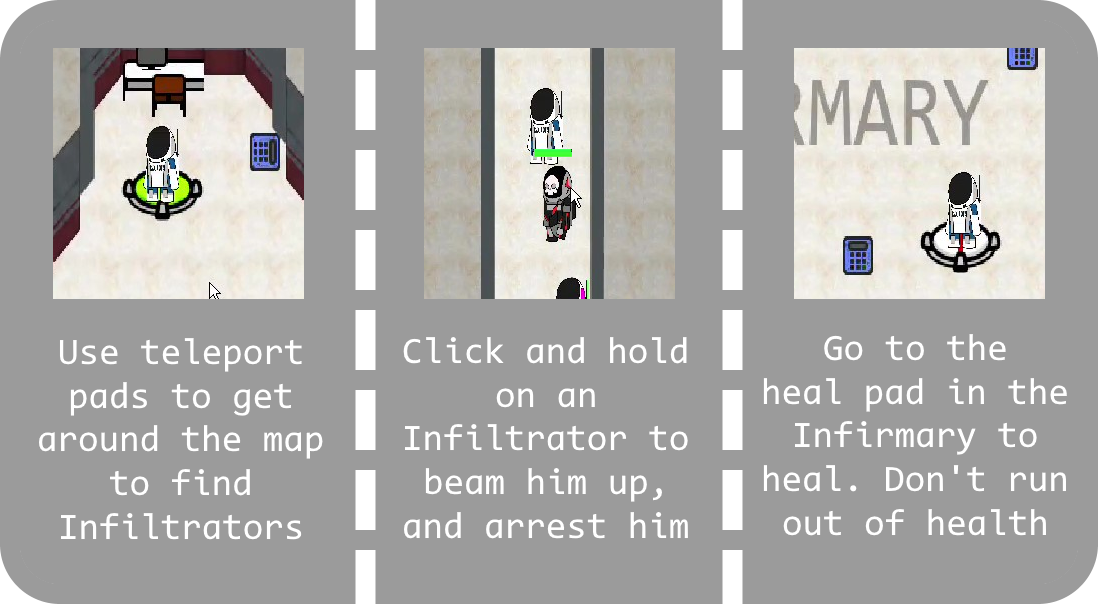 Use teleport
pads to get
around the map
to find
Infiltrators
Click and hold
on an
Infiltrator to
beam him up,
and arrest him
RMARY
Go to the
heal pad in the
Infirmary to
heal. Don't run
out of health